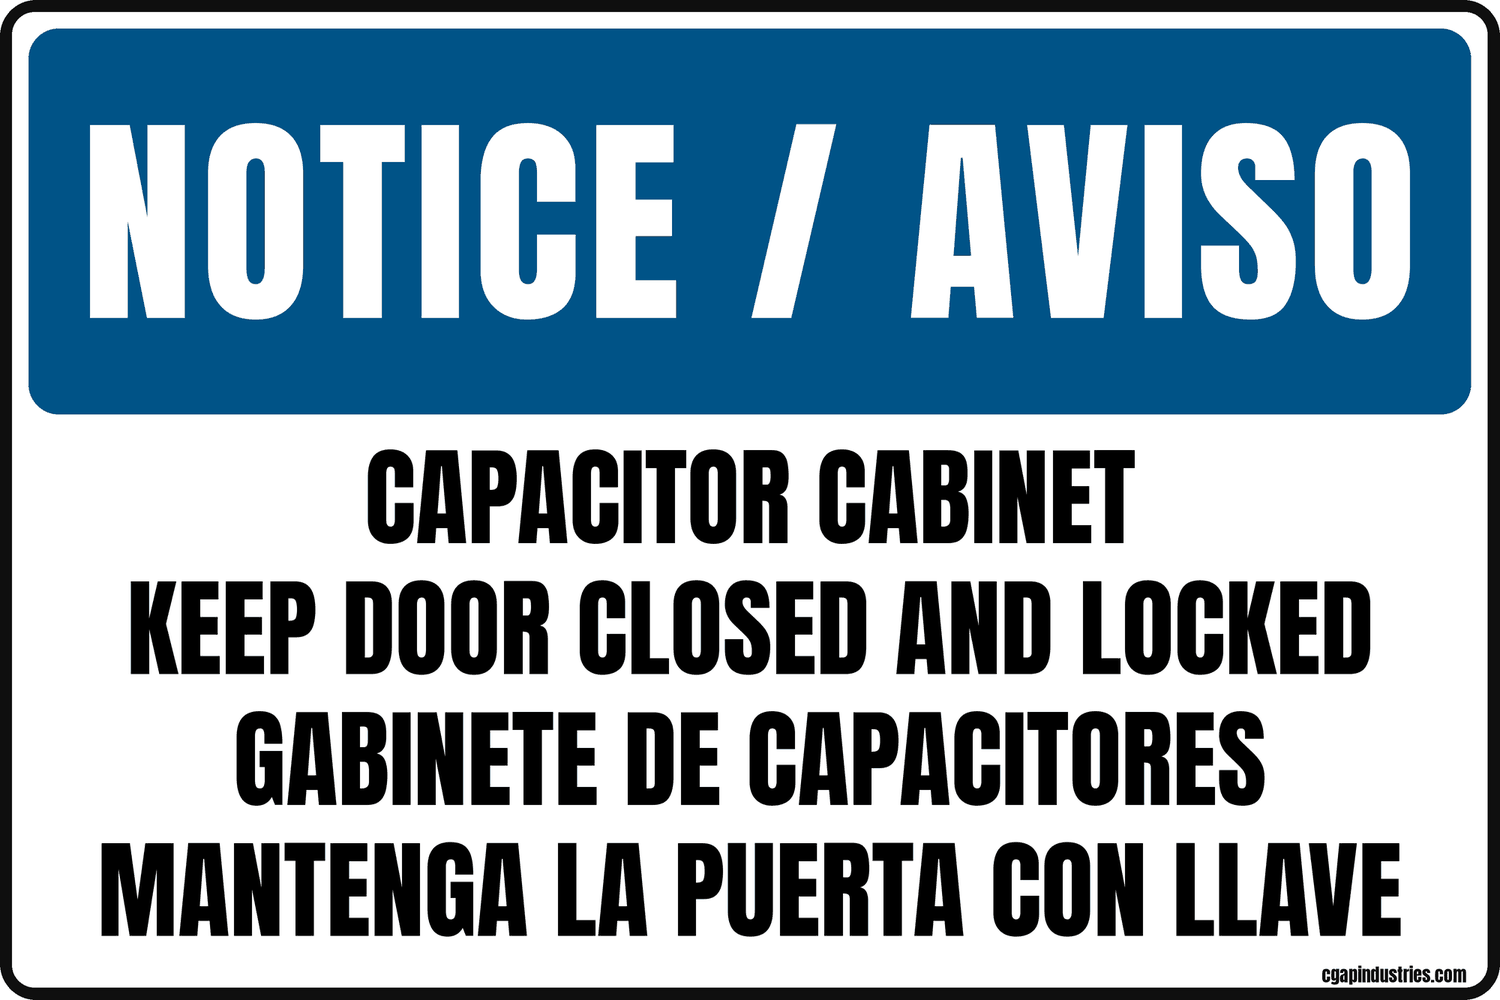 NOTICE / AVISO
CAPACITOR CABINET
KEEP DOOR CLOSED AND LOCKED
GABINETE DE CAPACITORES
MANTENGA LA PUERTA CON LLAVE
cgapindustries.com